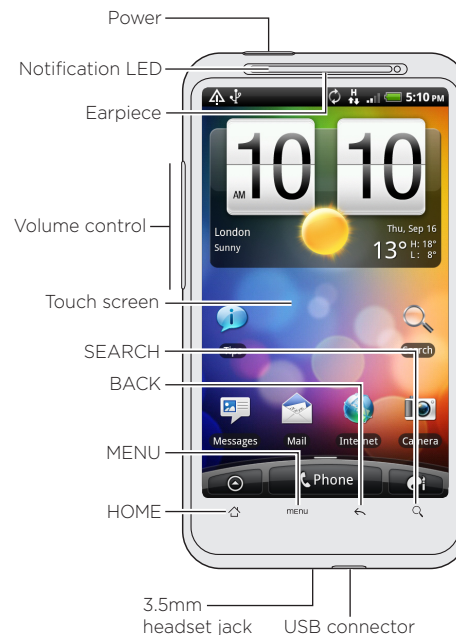 Power
Notification LED
Earpiece
H
5:10 PM
10 10
AM
Volume control
London
Sunny
Thu, Sep 16
13° H: 18°
L: 8°
Touch screen
Tips
Search
SEARCH
BACK
Messages Mail Internet Camera
MENU
Phone
HOME
MENU
3.5mm
headset jack
USB connector